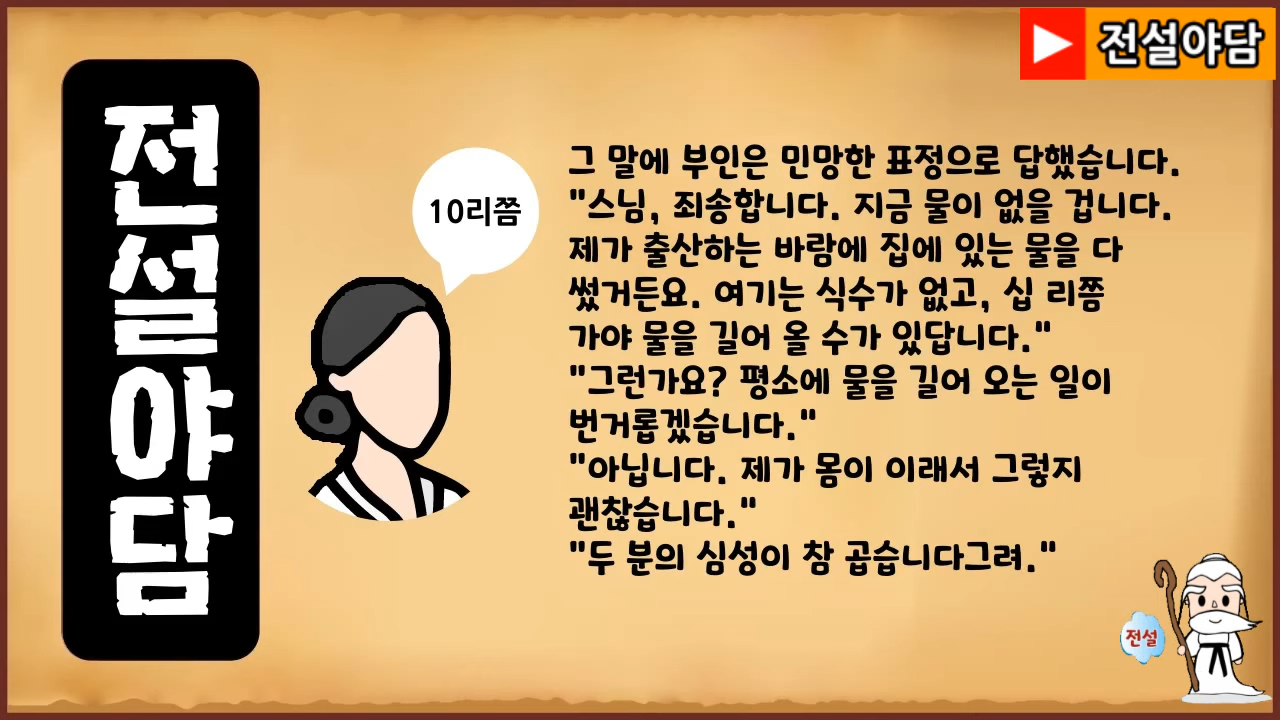 전설야담
전설야담
10리쯤
그 말에 부인은 민망한 표정으로 답했습니다.
"스님, 죄송합니다. 지금 물이 없을 겁니다.
제가 출산하는 바람에 집에 있는 물을 다
썼거든요. 여기는 식수가 없고, 십 리쯤
가야 물을 길어 올 수가 있답니다."
"그런가요? 평소에 물을 길어 오는 일이
번거롭겠습니다."
"아닙니다. 제가 몸이 이래서 그렇지
괜찮습니다."
"두 분의 심성이 참 곱습니다그려."
전설